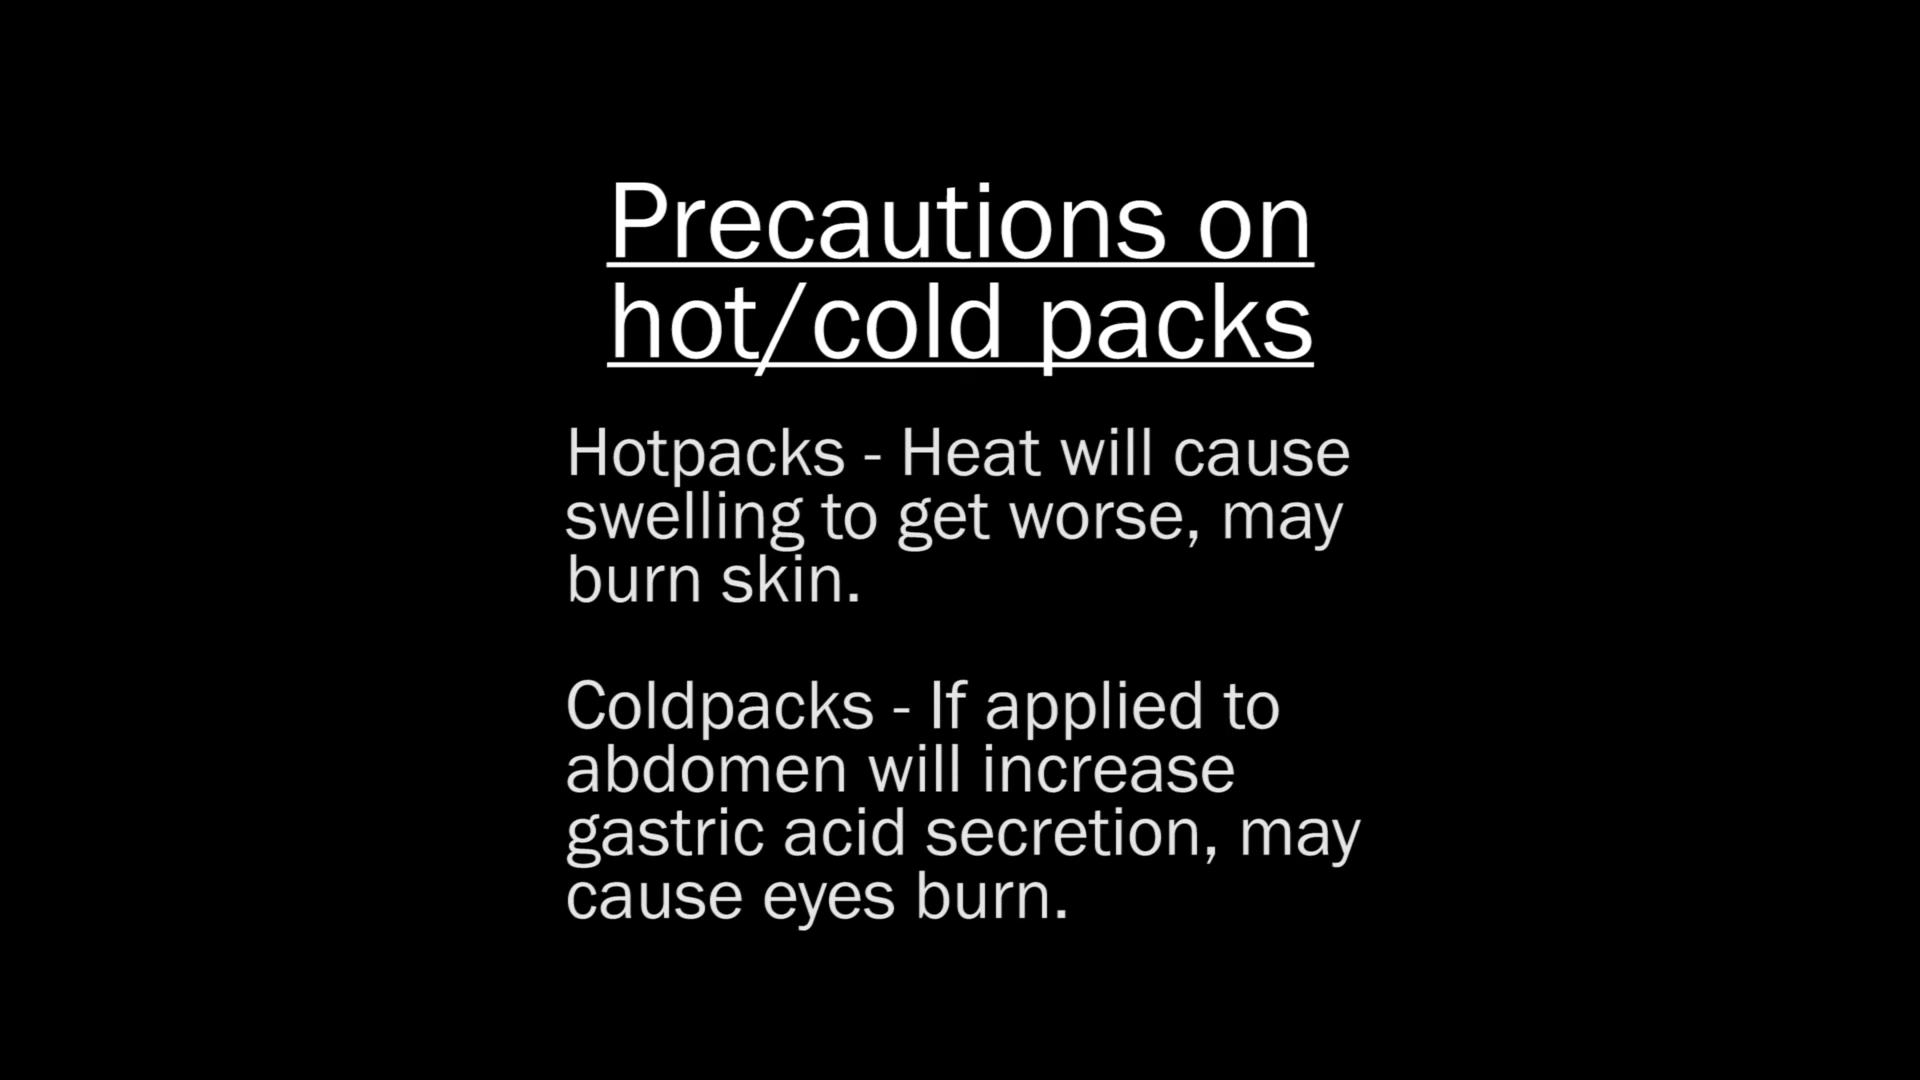 Precautions on
hot/cold packs
Hotpacks - Heat will cause
swelling to get worse, may
burn skin.
Coldpacks - If applied to
abdomen will increase
gastric acid secretion, may
cause eyes burn.